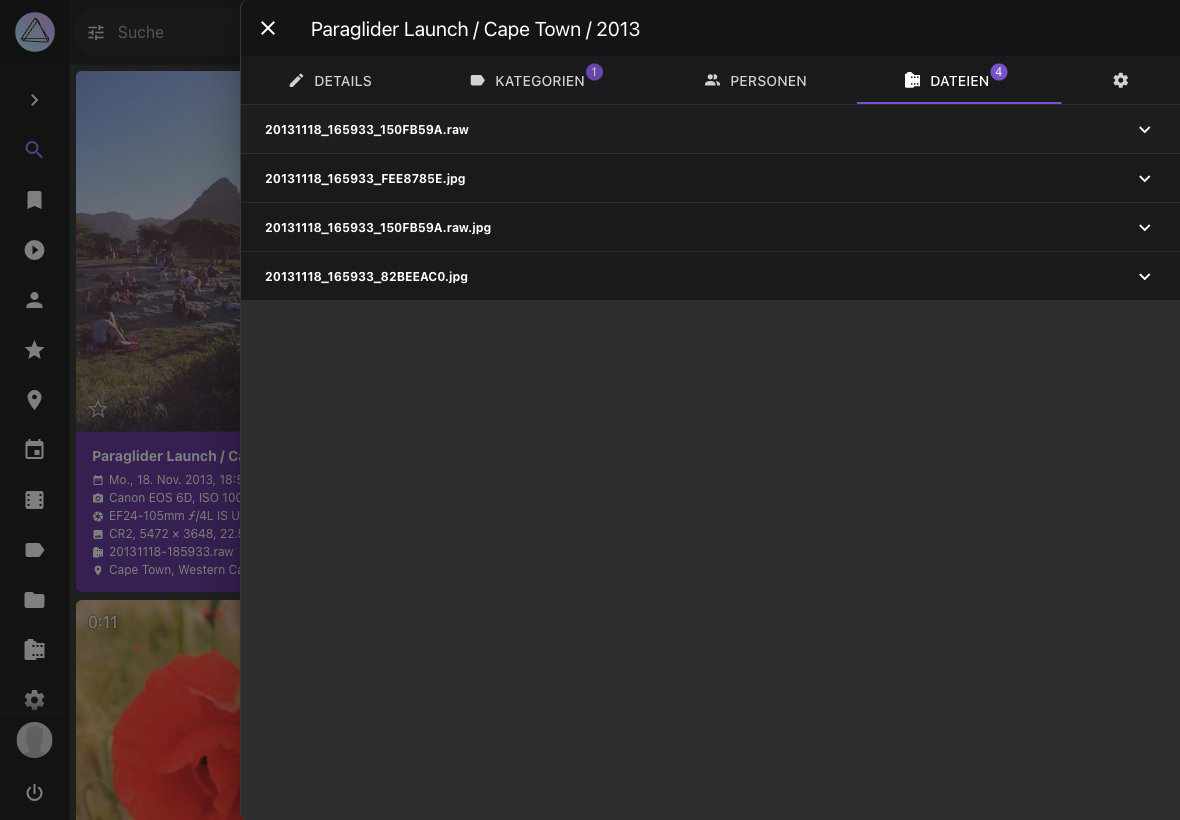 Suche
Paraglider Launch / Cape Town / 2013
DETAILS
KATEGORIEN 1
PERSONEN
DATEIEN 4
20131118_165933_150FB59A.raw
20131118_165933_FEE8785E.jpg
20131118_165933_150FB59A.raw.jpg
20131118_165933_82BEEAC0.jpg
Paraglider Launch / Ca
Mo., 18. Nov. 2013, 18:5
Canon EOS 6D, ISO 100
EF24-105mm ƒ/4L IS U
CR2, 5472 × 3648, 22.5
20131118-185933.raw
Cape Town, Western Ca
0:11